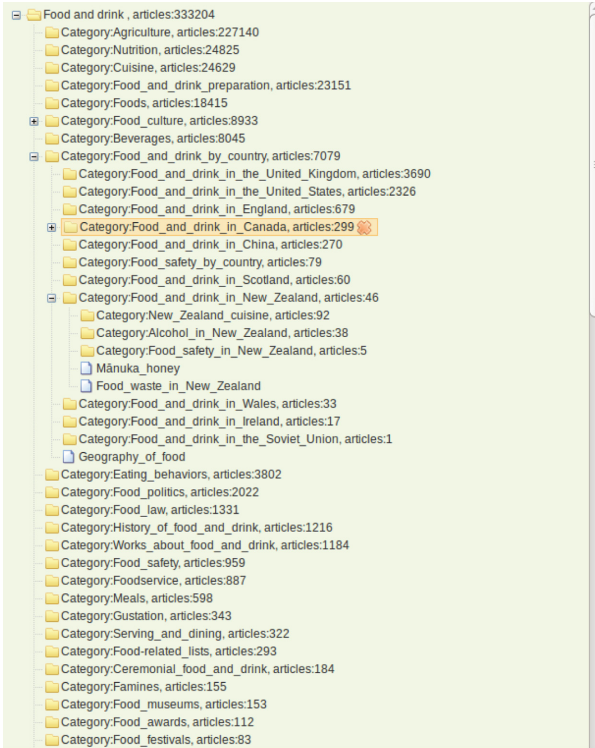 Food and drink , articles:333204
Category:Agriculture, articles:227140
Category:Nutrition, articles:24825
Category:Cuisine, articles:24629
Category:Food_and_drink_preparation, articles:23151
Category:Foods, articles:18415
Category:Food_culture, articles:8933
Category:Beverages, articles:8045
Category:Food_and_drink_by_country, articles:7079
Category:Food_and_drink_in_the_United_Kingdom, articles:3690
Category:Food_and_drink_in_the_United_States, articles:2326
Category:Food_and_drink_in_England, articles:679
Category:Food_and_drink_in_Canada, articles:299
Category:Food_and_drink_in_China, articles:270
Category:Food_safety_by_country, articles:79
Category:Food_and_drink_in_Scotland, articles:60
Category:Food_and_drink_in_New_Zealand, articles:46
Category:New_Zealand_cuisine, articles:92
Category:Alcohol_in_New_Zealand, articles:38
Category:Food_safety_in_New_Zealand, articles:5
Mānuka_honey
Food_waste_in_New_Zealand
Category:Food_and_drink_in_Wales, articles:33
Category:Food_and_drink_in_Ireland, articles:17
Category:Food_and_drink_in_the_Soviet_Union, articles:1
Geography_of_food
Category:Eating_behaviors, articles:3802
Category:Food_politics, articles:2022
Category:Food_law, articles:1331
Category:History_of_food_and_drink, articles:1216
Category:Works_about_food_and_drink, articles:1184
Category:Food_safety, articles:959
Category:Foodservice, articles:887
Category:Meals, articles:598
Category:Gustation, articles:343
Category:Serving_and_dining, articles:322
Category:Food-related_lists, articles:293
Category:Ceremonial_food_and_drink, articles:184
Category:Famines, articles:155
Category:Food_museums, articles:153
Category:Food_awards, articles:112
Category:Food_festivals, articles:83